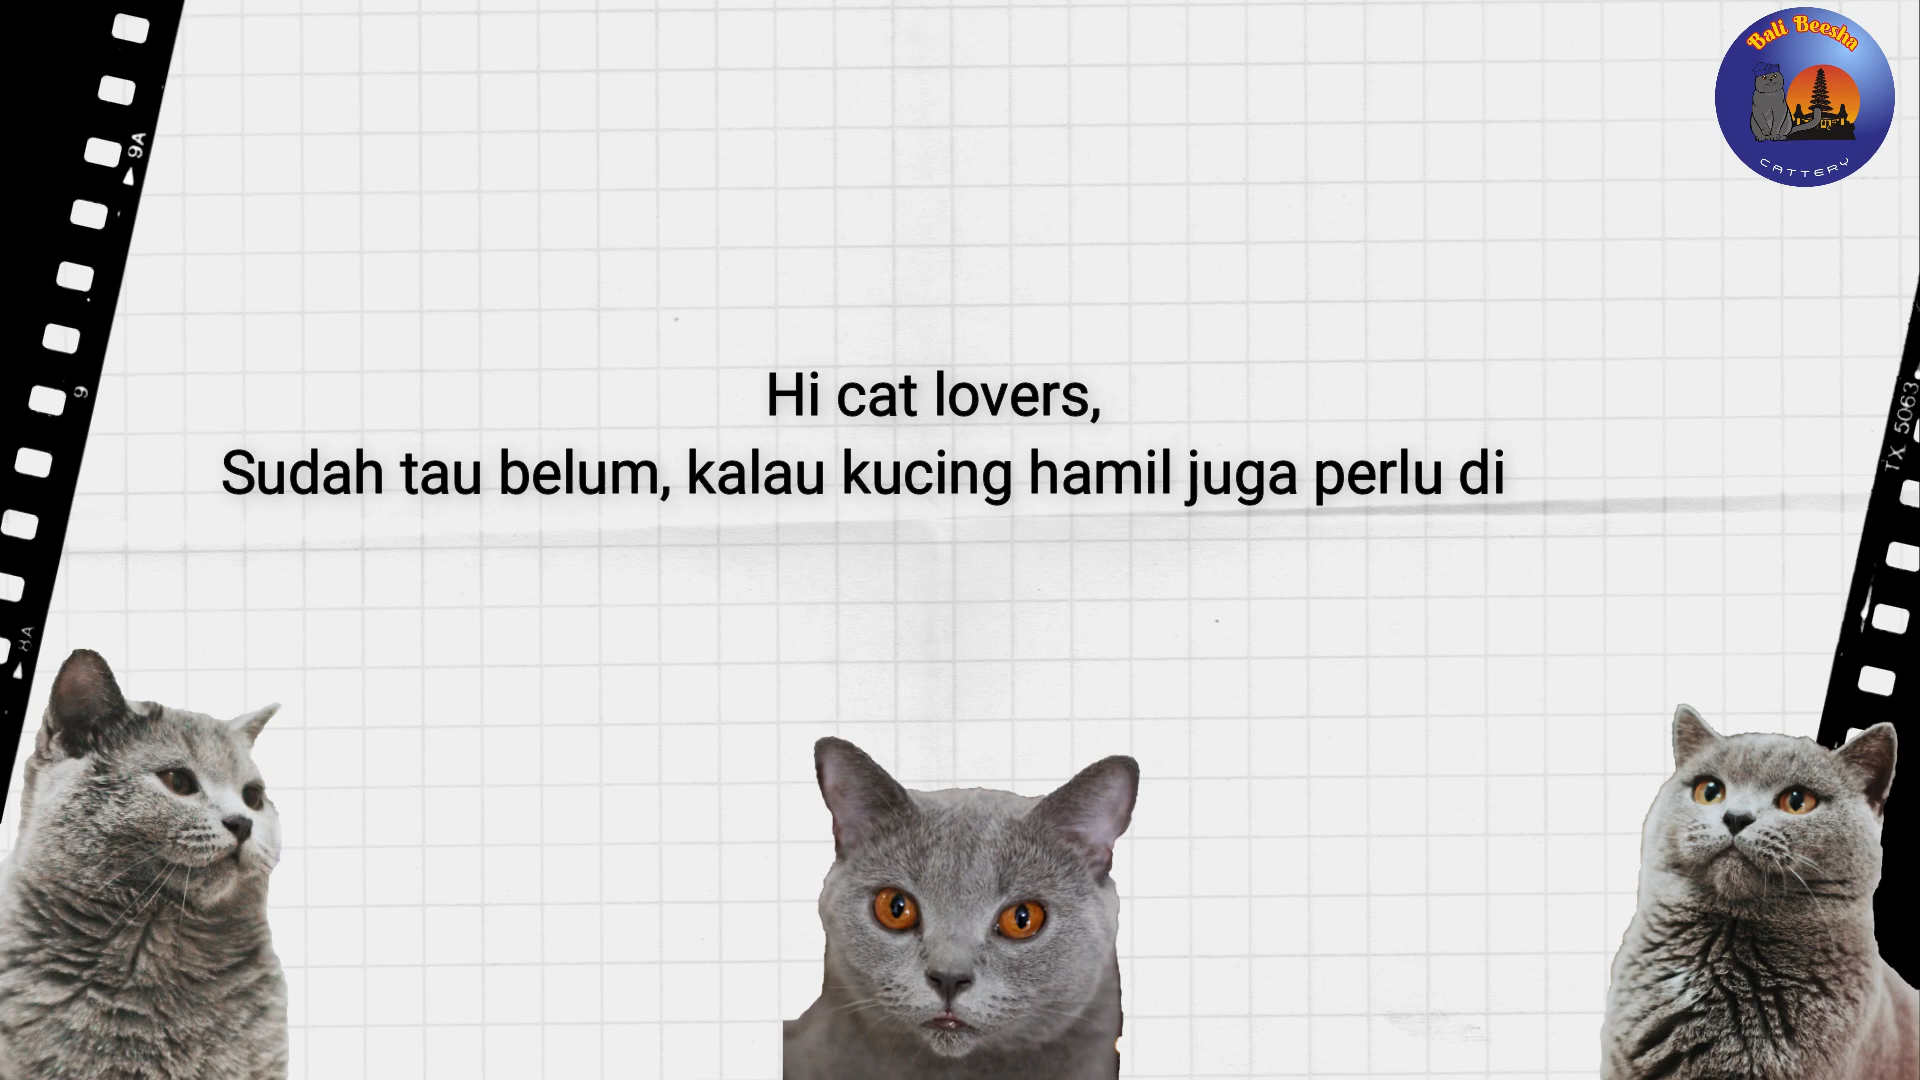 Bali Beesha
CATTERY
9A
9
8A
TX 5063
Hi cat lovers,
Sudah tau belum, kalau kucing hamil juga perlu di